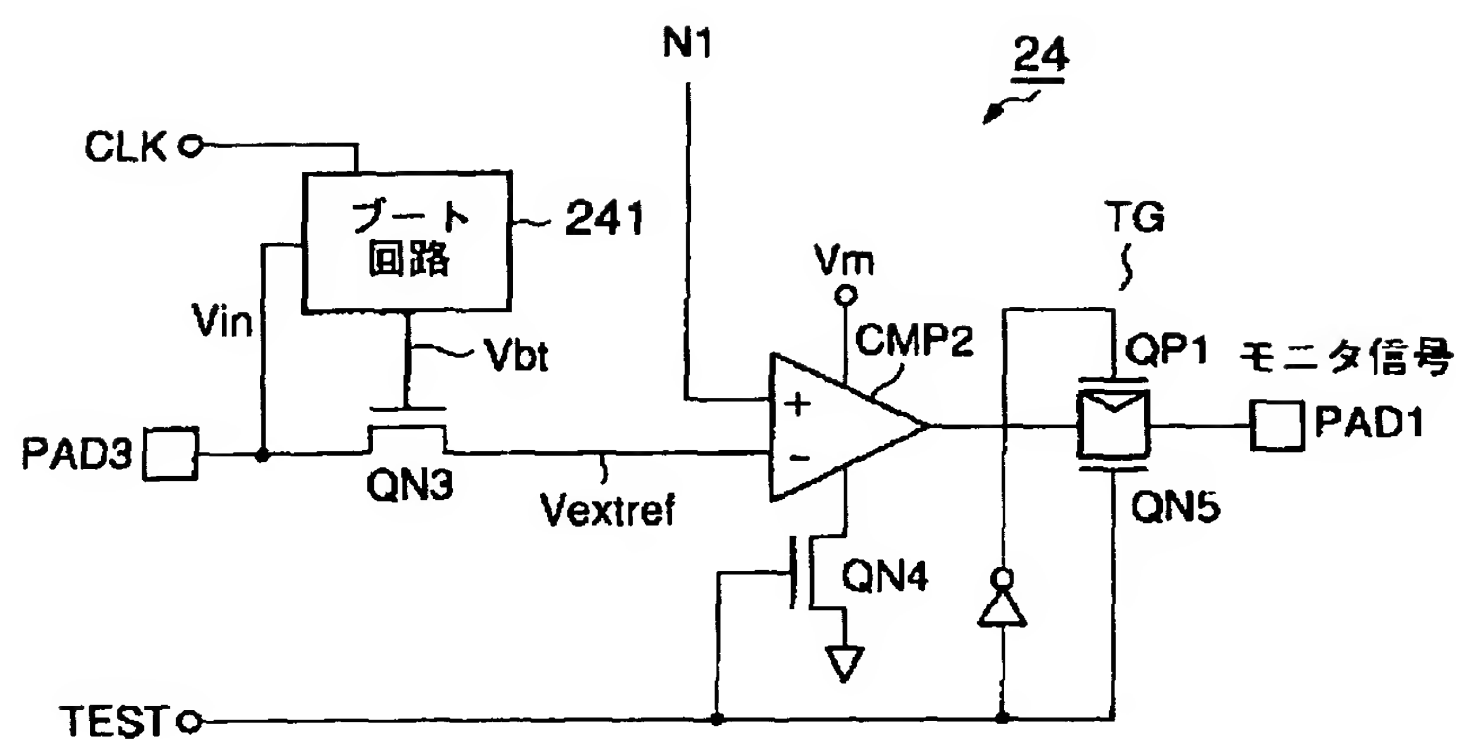 N1
24
CLK
ブート
回路
241
TG
Vin
Vbt
Vm
CMP2
QP1
モニタ信号
+
PAD3
QN3
-
PAD1
Vextref
QN5
QN4
TEST